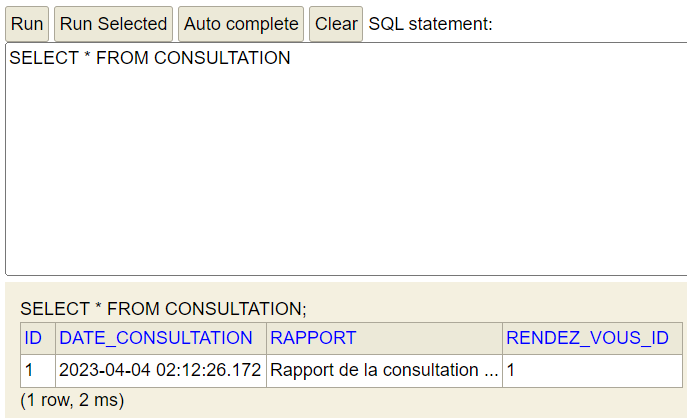 Run Run Selected Auto complete Clear SQL statement:
SELECT * FROM CONSULTATION
SELECT * FROM CONSULTATION;
ID DATE_CONSULTATION RAPPORT RENDEZ_VOUS_ID
1 2023-04-04 02:12:26.172 Rapport de la consultation ... 1
(1 row, 2 ms)